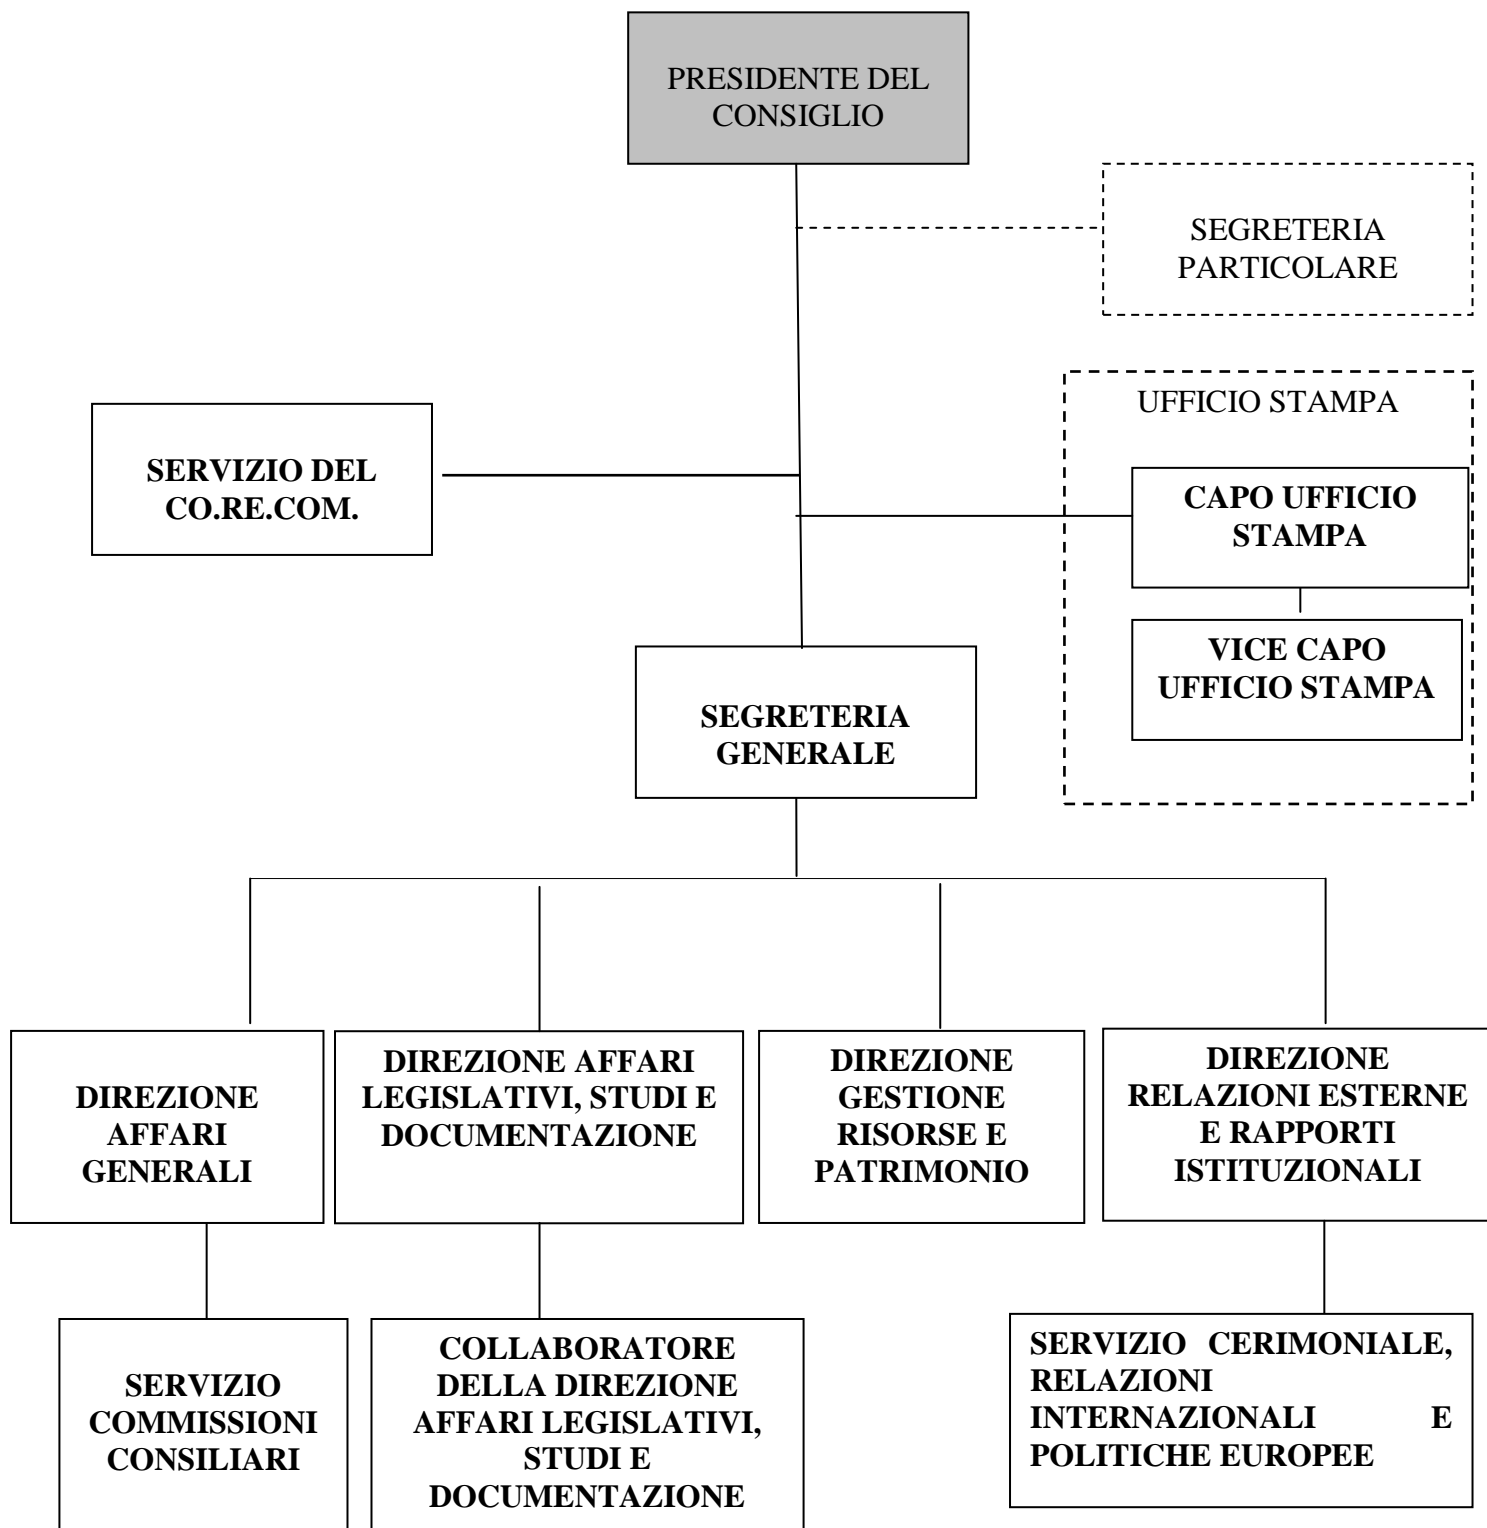 PRESIDENTE DEL
CONSIGLIO
SEGRETERIA
PARTICOLARE
UFFICIO STAMPA
SERVIZIO DEL
CO.RE.COM.
CAPO UFFICIO
STAMPA
VICE CAPO
UFFICIO STAMPA
SEGRETERIA
GENERALE
DIREZIONE
AFFARI
GENERALI
DIREZIONE AFFARI
LEGISLATIVI, STUDI E
DOCUMENTAZIONE
DIREZIONE
GESTIONE
RISORSE E
PATRIMONIO
DIREZIONE
RELAZIONI ESTERNE
E RAPPORTI
ISTITUZIONALI
SERVIZIO
COMMISSIONI
CONSILIARI
COLLABORATORE
DELLA DIREZIONE
AFFARI LEGISLATIVI,
STUDI E
DOCUMENTAZIONE
SERVIZIO CERIMONIALE,
RELAZIONI
INTERNAZIONALI E
POLITICHE EUROPEE